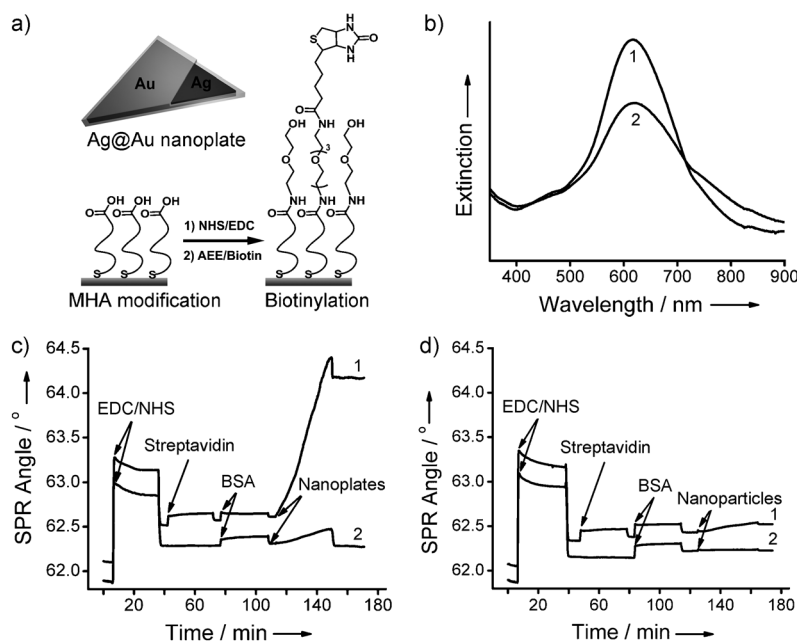 a)
Au
Ag
Ag@Au nanoplate
O
OH
O
OH
O
OH
S
S
S
MHA modification
1) NHS/EDC
2) AEE/Biotin
H
N
S
O
N
H
O
NH
OH
OH
O
O
3
O
O
NH
O
NH
O
NH
S
S
S
Biotinylation
b)
Extinction
1
2
400 500 600 700 800 900
Wavelength / nm
c)
SPR Angle / °
64.5
64.0
63.5
63.0
62.5
62.0
EDC/NHS
Streptavidin
BSA
Nanoplates
1
2
20 60 100 140 180
Time / min
d)
SPR Angle / °
64.5
64.0
63.5
63.0
62.5
62.0
EDC/NHS
Streptavidin
BSA
Nanoparticles
1
2
20 60 100 140 180
Time / min